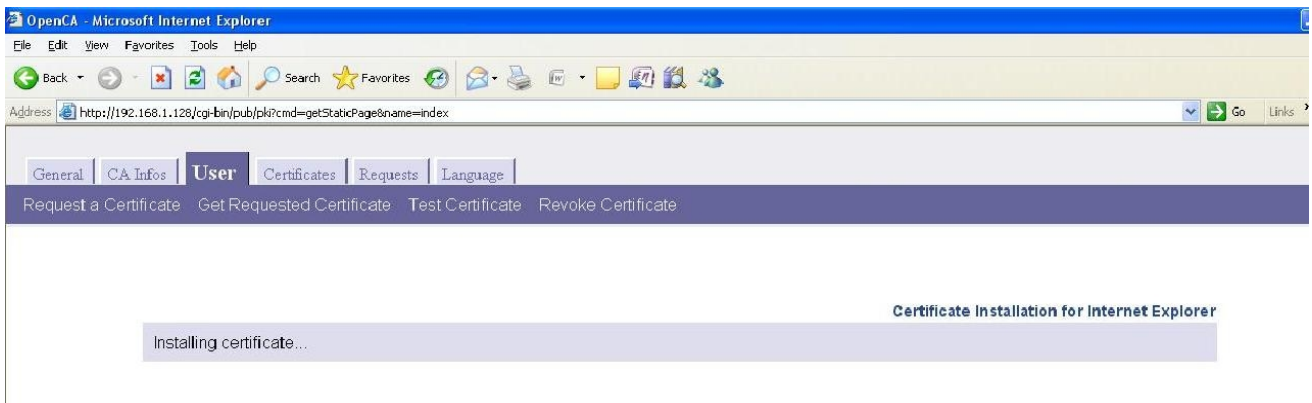 OpenCA - Microsoft Internet Explorer
File Edit View Favorites Tools Help
Back Search Favorites
Address http://192.168.1.128/cgi-bin/pub/pki?cmd=getStaticPage&name=index Go Links
General CA Infos User Certificates Requests Language
Request a Certificate Get Requested Certificate Test Certificate Revoke Certificate
Certificate Installation for Internet Explorer
Installing certificate...